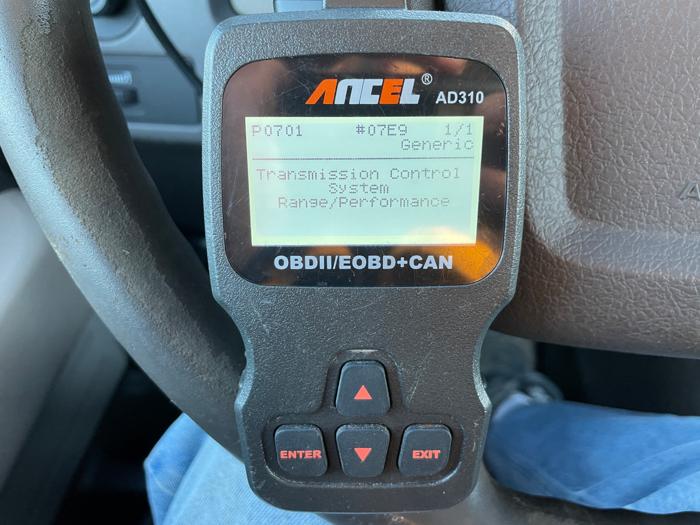 ANCEL® AD310
P0701 #07E9 1/1
Generic
Transmission Control
System
Range/Performance
OBDII/EOBD+CAN
ENTER EXIT